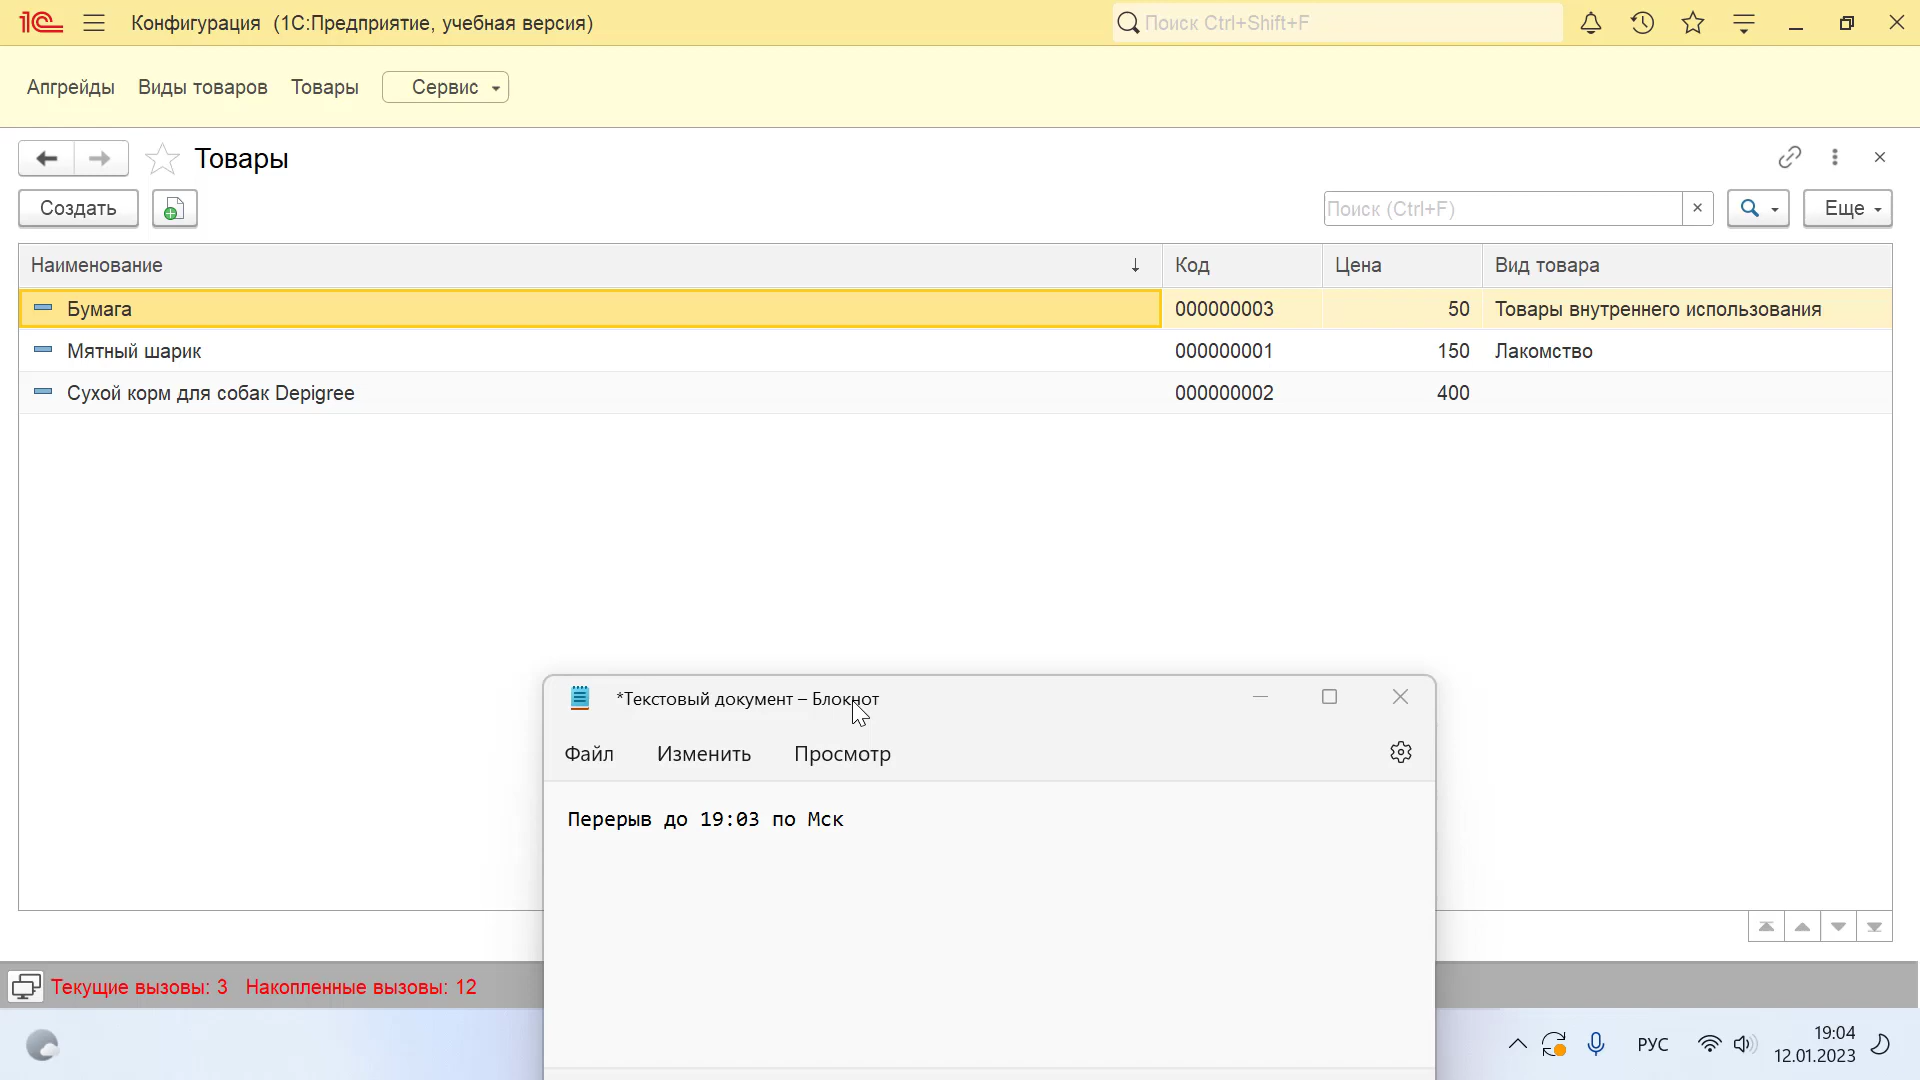 1С Конфигурация (1С:Предприятие, учебная версия) Поиск Ctrl+Shift+F
Апгрейды Виды товаров Товары Сервис
Товары
Создать Поиск (Ctrl+F) × Еще
Наименование ↓ Код Цена Вид товара
Бумага 000000003 50 Товары внутреннего использования
Мятный шарик 000000001 150 Лакомство
Сухой корм для собак Depigree 000000002 400
*Текстовый документ – Блокнот
Файл Изменить Просмотр
Перерыв до 19:03 по Мск
Текущие вызовы: 3 Накопленные вызовы: 12
РУС 19:04
12.01.2023